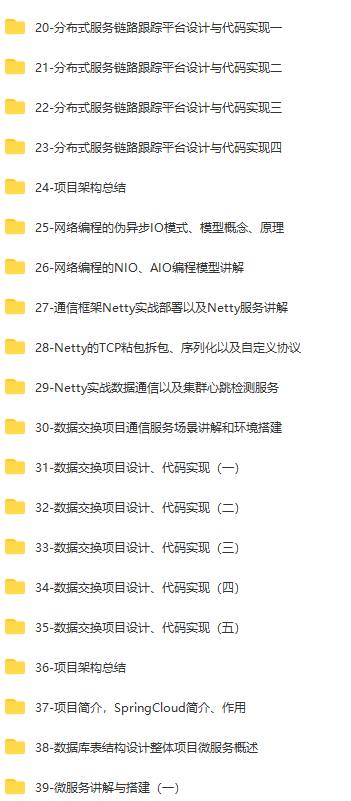 20-分布式服务链路跟踪平台设计与代码实现一
21-分布式服务链路跟踪平台设计与代码实现二
22-分布式服务链路跟踪平台设计与代码实现三
23-分布式服务链路跟踪平台设计与代码实现四
24-项目架构总结
25-网络编程的伪异步IO模式、模型概念、原理
26-网络编程的NIO、AIO编程模型讲解
27-通信框架Netty实战部署以及Netty服务讲解
28-Netty的TCP粘包拆包、序列化以及自定义协议
29-Netty实战数据通信以及集群心跳检测服务
30-数据交换项目通信服务场景讲解和环境搭建
31-数据交换项目设计、代码实现（一）
32-数据交换项目设计、代码实现（二）
33-数据交换项目设计、代码实现（三）
34-数据交换项目设计、代码实现（四）
35-数据交换项目设计、代码实现（五）
36-项目架构总结
37-项目简介，SpringCloud简介、作用
38-数据库表结构设计整体项目微服务概述
39-微服务讲解与搭建（一）